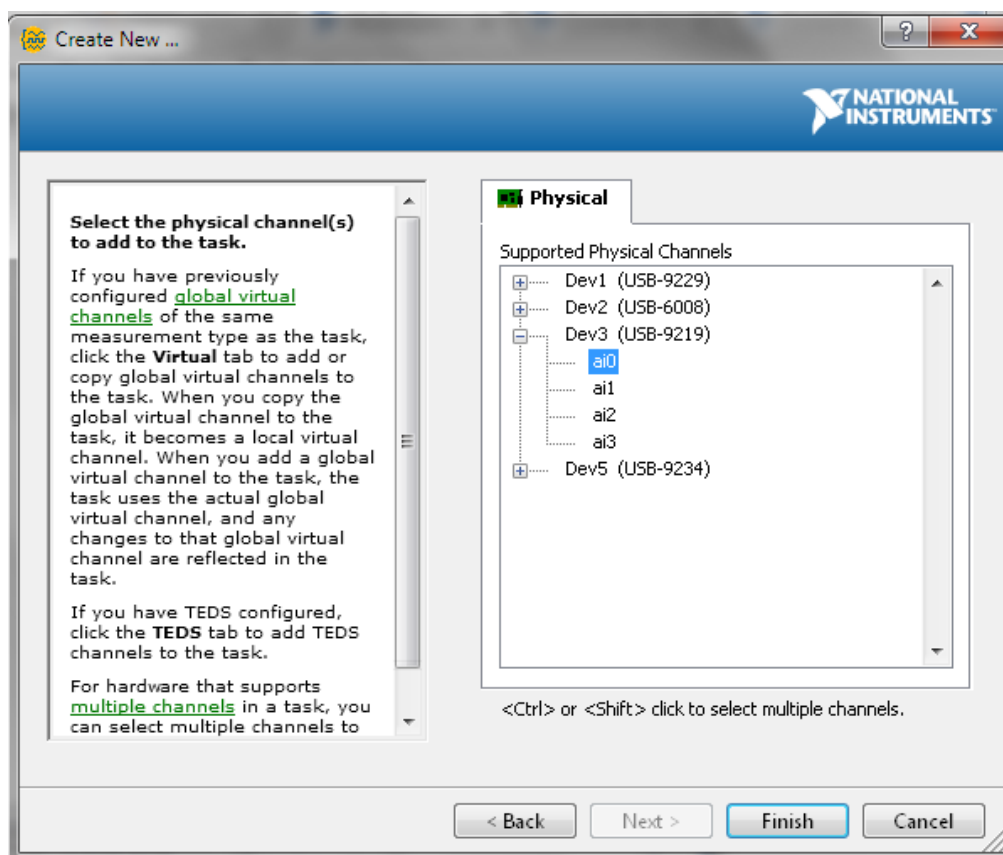 Create New ...
NATIONAL
INSTRUMENTS
Select the physical channel(s)
to add to the task.
If you have previously
configured global virtual
channels of the same
measurement type as the task,
click the Virtual tab to add or
copy global virtual channels to
the task. When you copy the
global virtual channel to the
task, it becomes a local virtual
channel. When you add a global
virtual channel to the task, the
task uses the actual global
virtual channel, and any
changes to that global virtual
channel are reflected in the
task.
If you have TEDS configured,
click the TEDS tab to add TEDS
channels to the task.
For hardware that supports
multiple channels in a task, you
can select multiple channels to
Physical
Supported Physical Channels
Dev1 (USB-9229)
Dev2 (USB-6008)
Dev3 (USB-9219)
ai0
ai1
ai2
ai3
Dev5 (USB-9234)
<Ctrl> or <Shift> click to select multiple channels.
< Back
Next >
Finish
Cancel